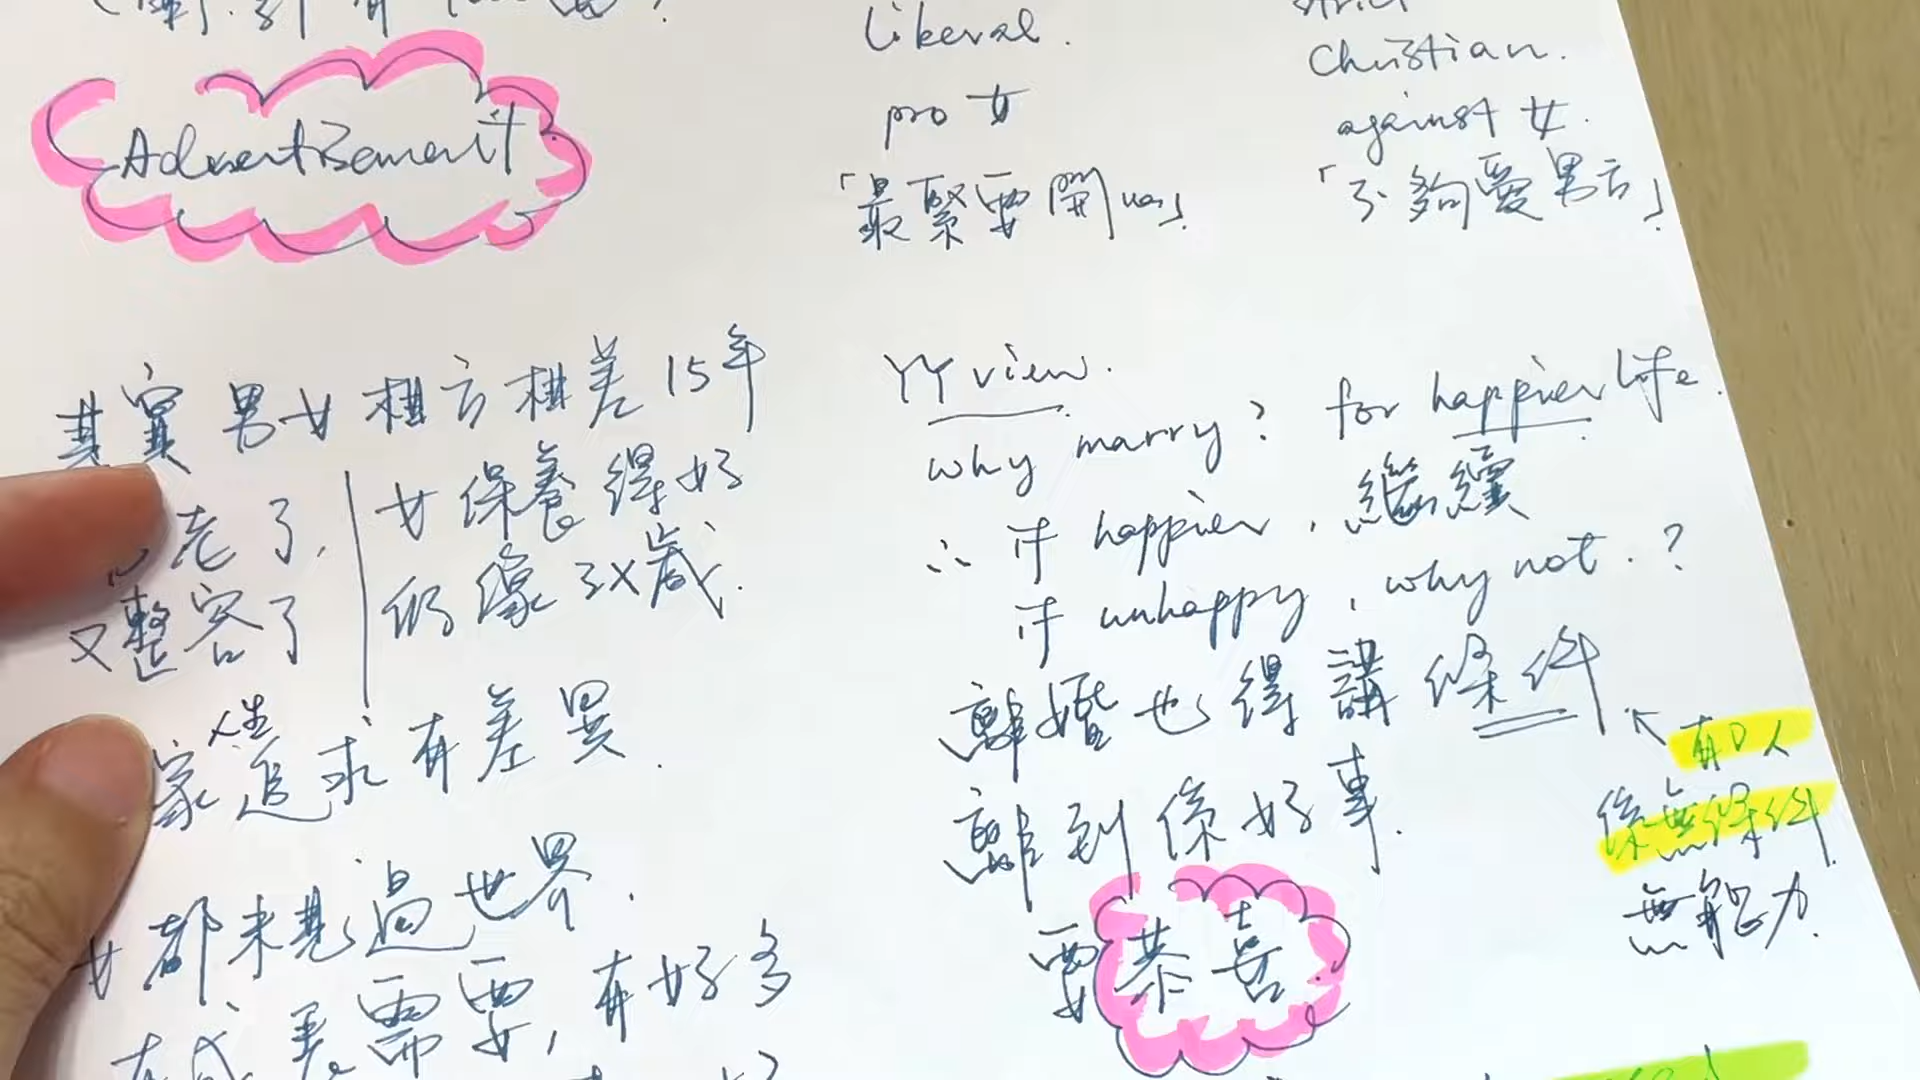 Advertisement
其實男女相方相差15年
老了,
又整容了
女保養得好
仍像3X歲.
家人生追求有差異.
女都未見過世界.
需要,有好多
Liberal.
pro 女
「最緊要開心」
Christian.
against 女.
「不夠愛男方」
YY view.
why marry? for happier life.
∴ if happier, 繼續
if unhappy, why not.?
離婚也得講條件
離到係好事.
要恭喜
有D人
係無條件
無能力.